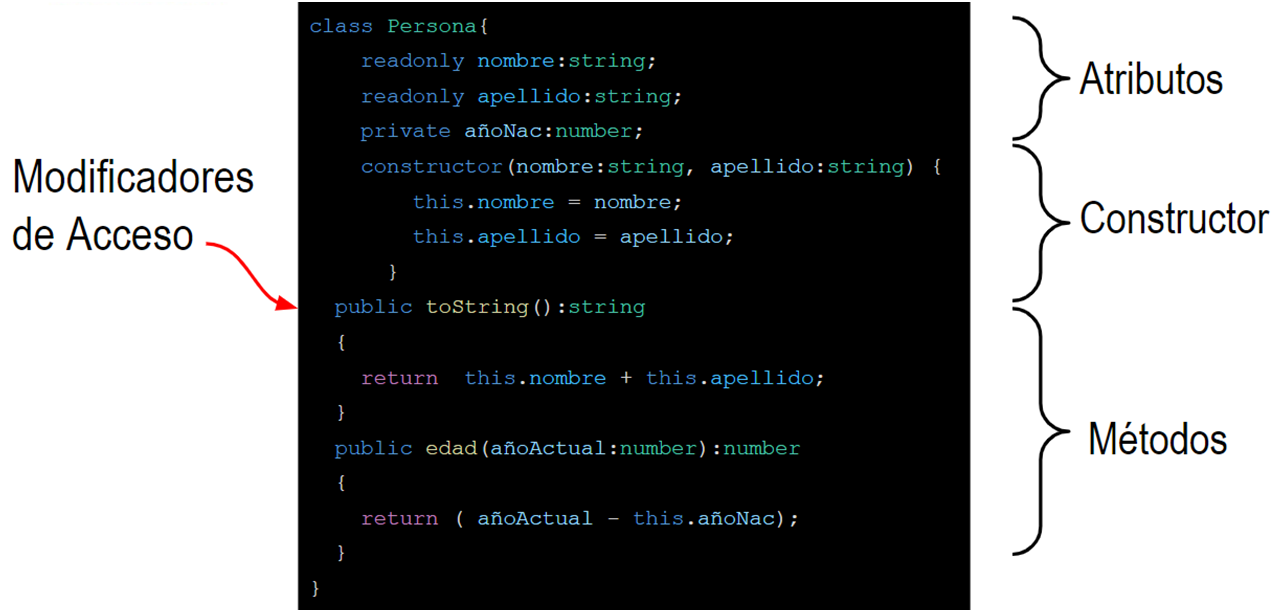 class Persona{
readonly nombre:string;
readonly apellido:string;
private añoNac:number;
constructor(nombre:string, apellido:string) {
this.nombre = nombre;
this.apellido = apellido;
}
public toString():string
{
return  this.nombre + this.apellido;
}
public edad(añoActual:number):number
{
return ( añoActual – this.añoNac);
}
}
Modificadores
de Acceso
Atributos
Constructor
Métodos